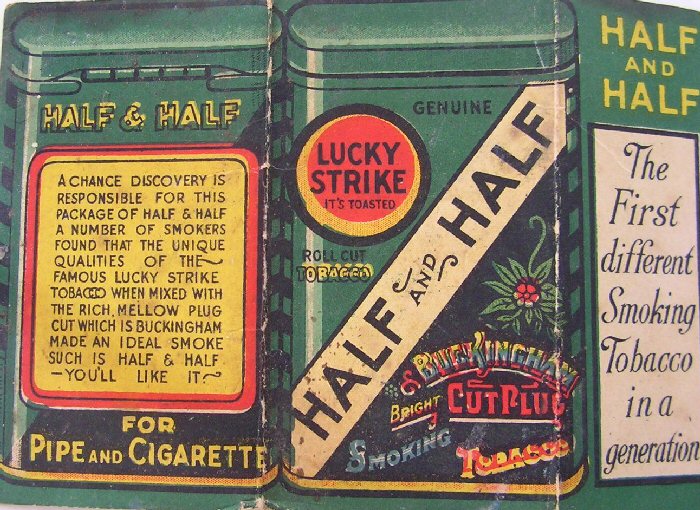 HALF & HALF
A CHANCE DISCOVERY IS
RESPONSIBLE FOR THIS
PACKAGE OF HALF & HALF
A NUMBER OF SMOKERS
FOUND THAT THE UNIQUE
QUALITIES OF THE
FAMOUS LUCKY STRIKE
TOBACCO WHEN MIXED WITH
THE RICH, MELLOW PLUG
CUT WHICH IS BUCKINGHAM
MADE AN IDEAL SMOKE
SUCH IS HALF & HALF
—YOU'LL LIKE IT
FOR
PIPE AND CIGARETTE
GENUINE
LUCKY
STRIKE
IT'S TOASTED
ROLL CUT
TOBACCO
HALF AND HALF
& BUCKINGHAM
BRIGHT CUT PLUG
SMOKING TOBACCO
HALF
AND
HALF
The
First
different
Smoking
Tobacco
in a
generation